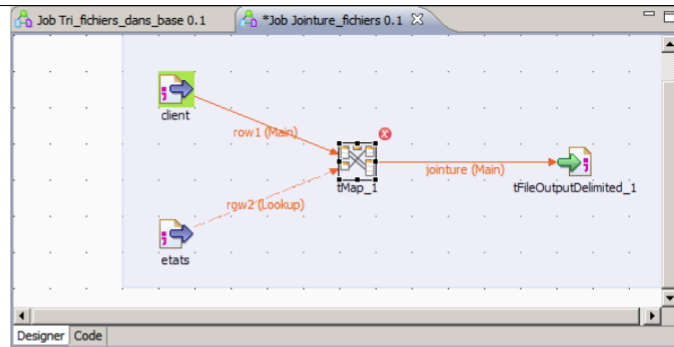 Job Tri_fichiers_dans_base 0.1 *Job Jointure_fichiers 0.1
client
row1 (Main)
jointure (Main)
tMap_1
tFileOutputDelimited_1
row2 (Lookup)
etats
Designer Code